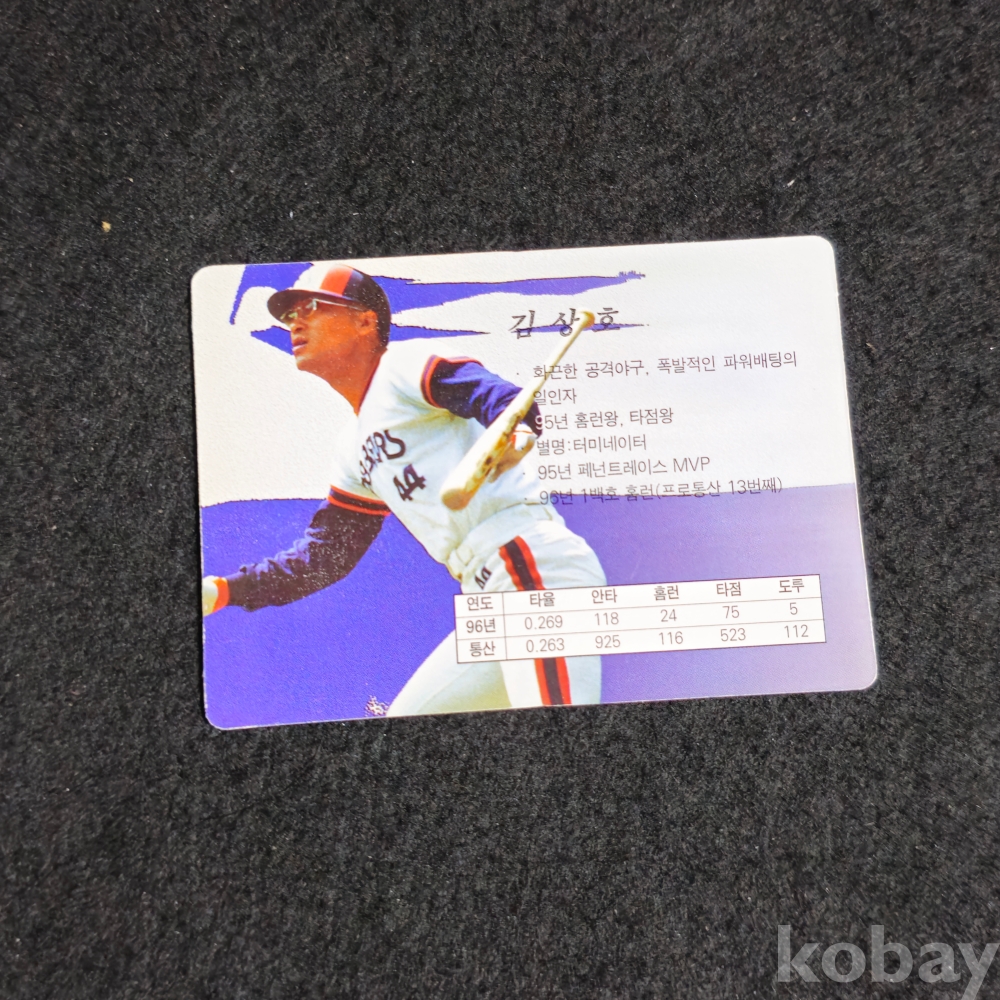 김 상 호
· 화끈한 공격야구, 폭발적인 파워배팅의
일인자
· 95년 홈런왕, 타점왕
· 별명:터미네이터
· 95년 페넌트레이스 MVP
· 96년 1백호 홈런(프로통산 13번째)
44
44
연도 타율 안타 홈런 타점 도루
96년 0.269 118 24 75 5
통산 0.263 925 116 523 112
kobay